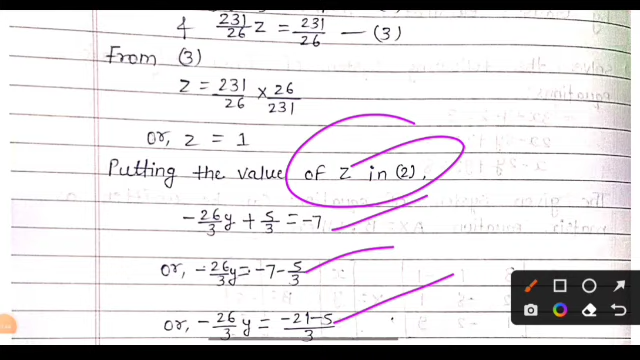 & 231/26 z = 231/26 — (3)
From (3)
z = 231/26 × 26/231
or, z = 1
Putting the value of z in (2),
-26/3 y + 5/3 = -7
or, -26/3 y = -7 - 5/3
or, -26/3 y = -21-5/3